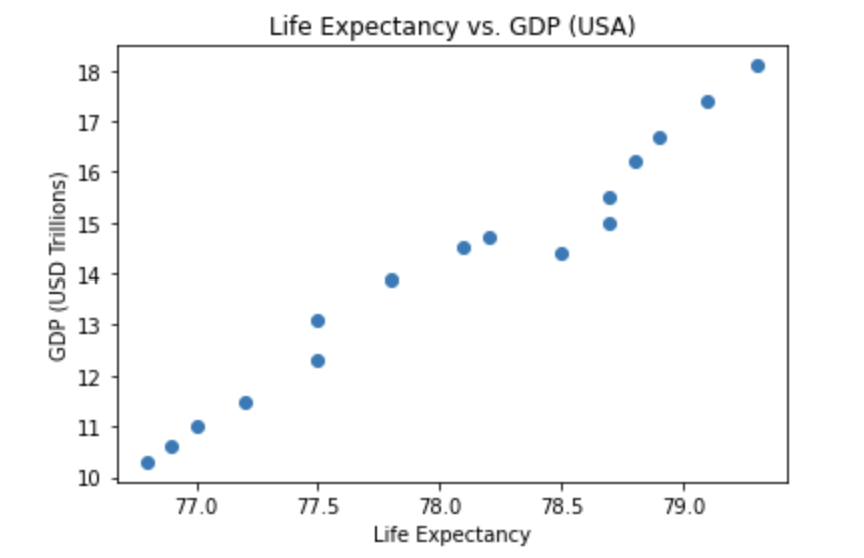 Life Expectancy vs. GDP (USA)
GDP (USD Trillions)
18
17
16
15
14
13
12
11
10
77.0 77.5 78.0 78.5 79.0
Life Expectancy